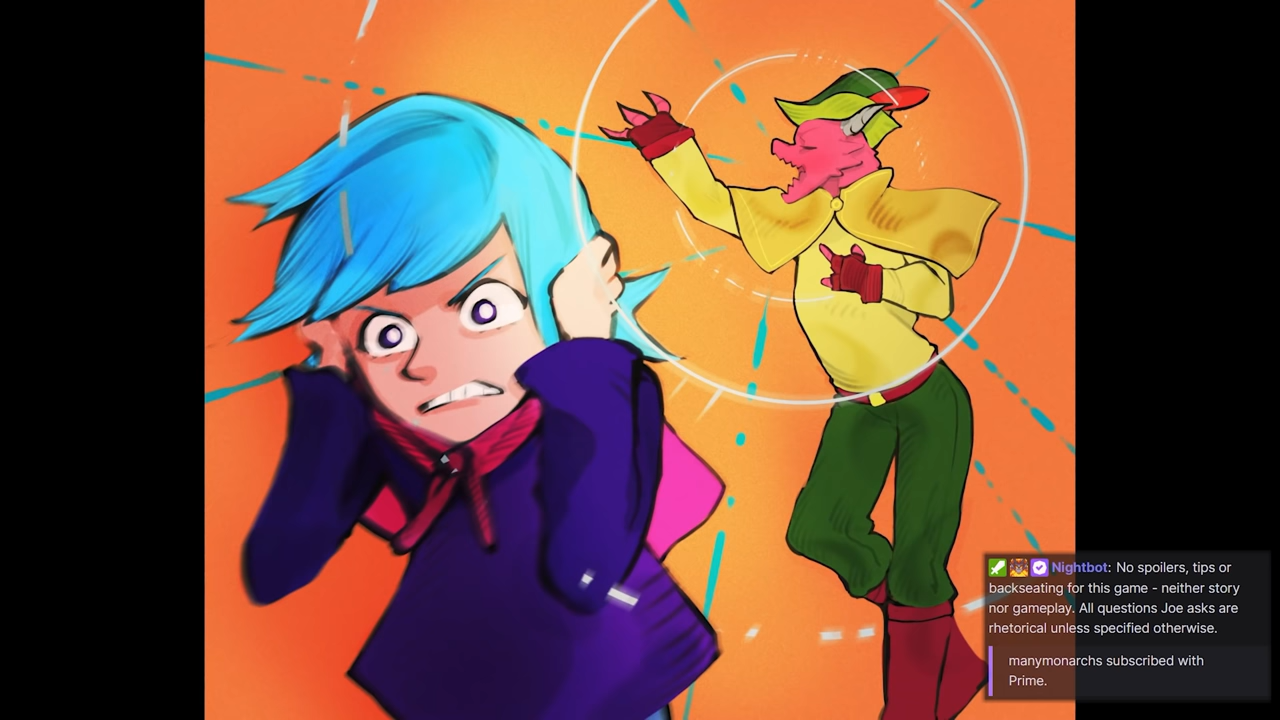 Nightbot: No spoilers, tips or
backseating for this game - neither story
nor gameplay. All questions Joe asks are
rhetorical unless specified otherwise.
manymonarchs subscribed with
Prime.